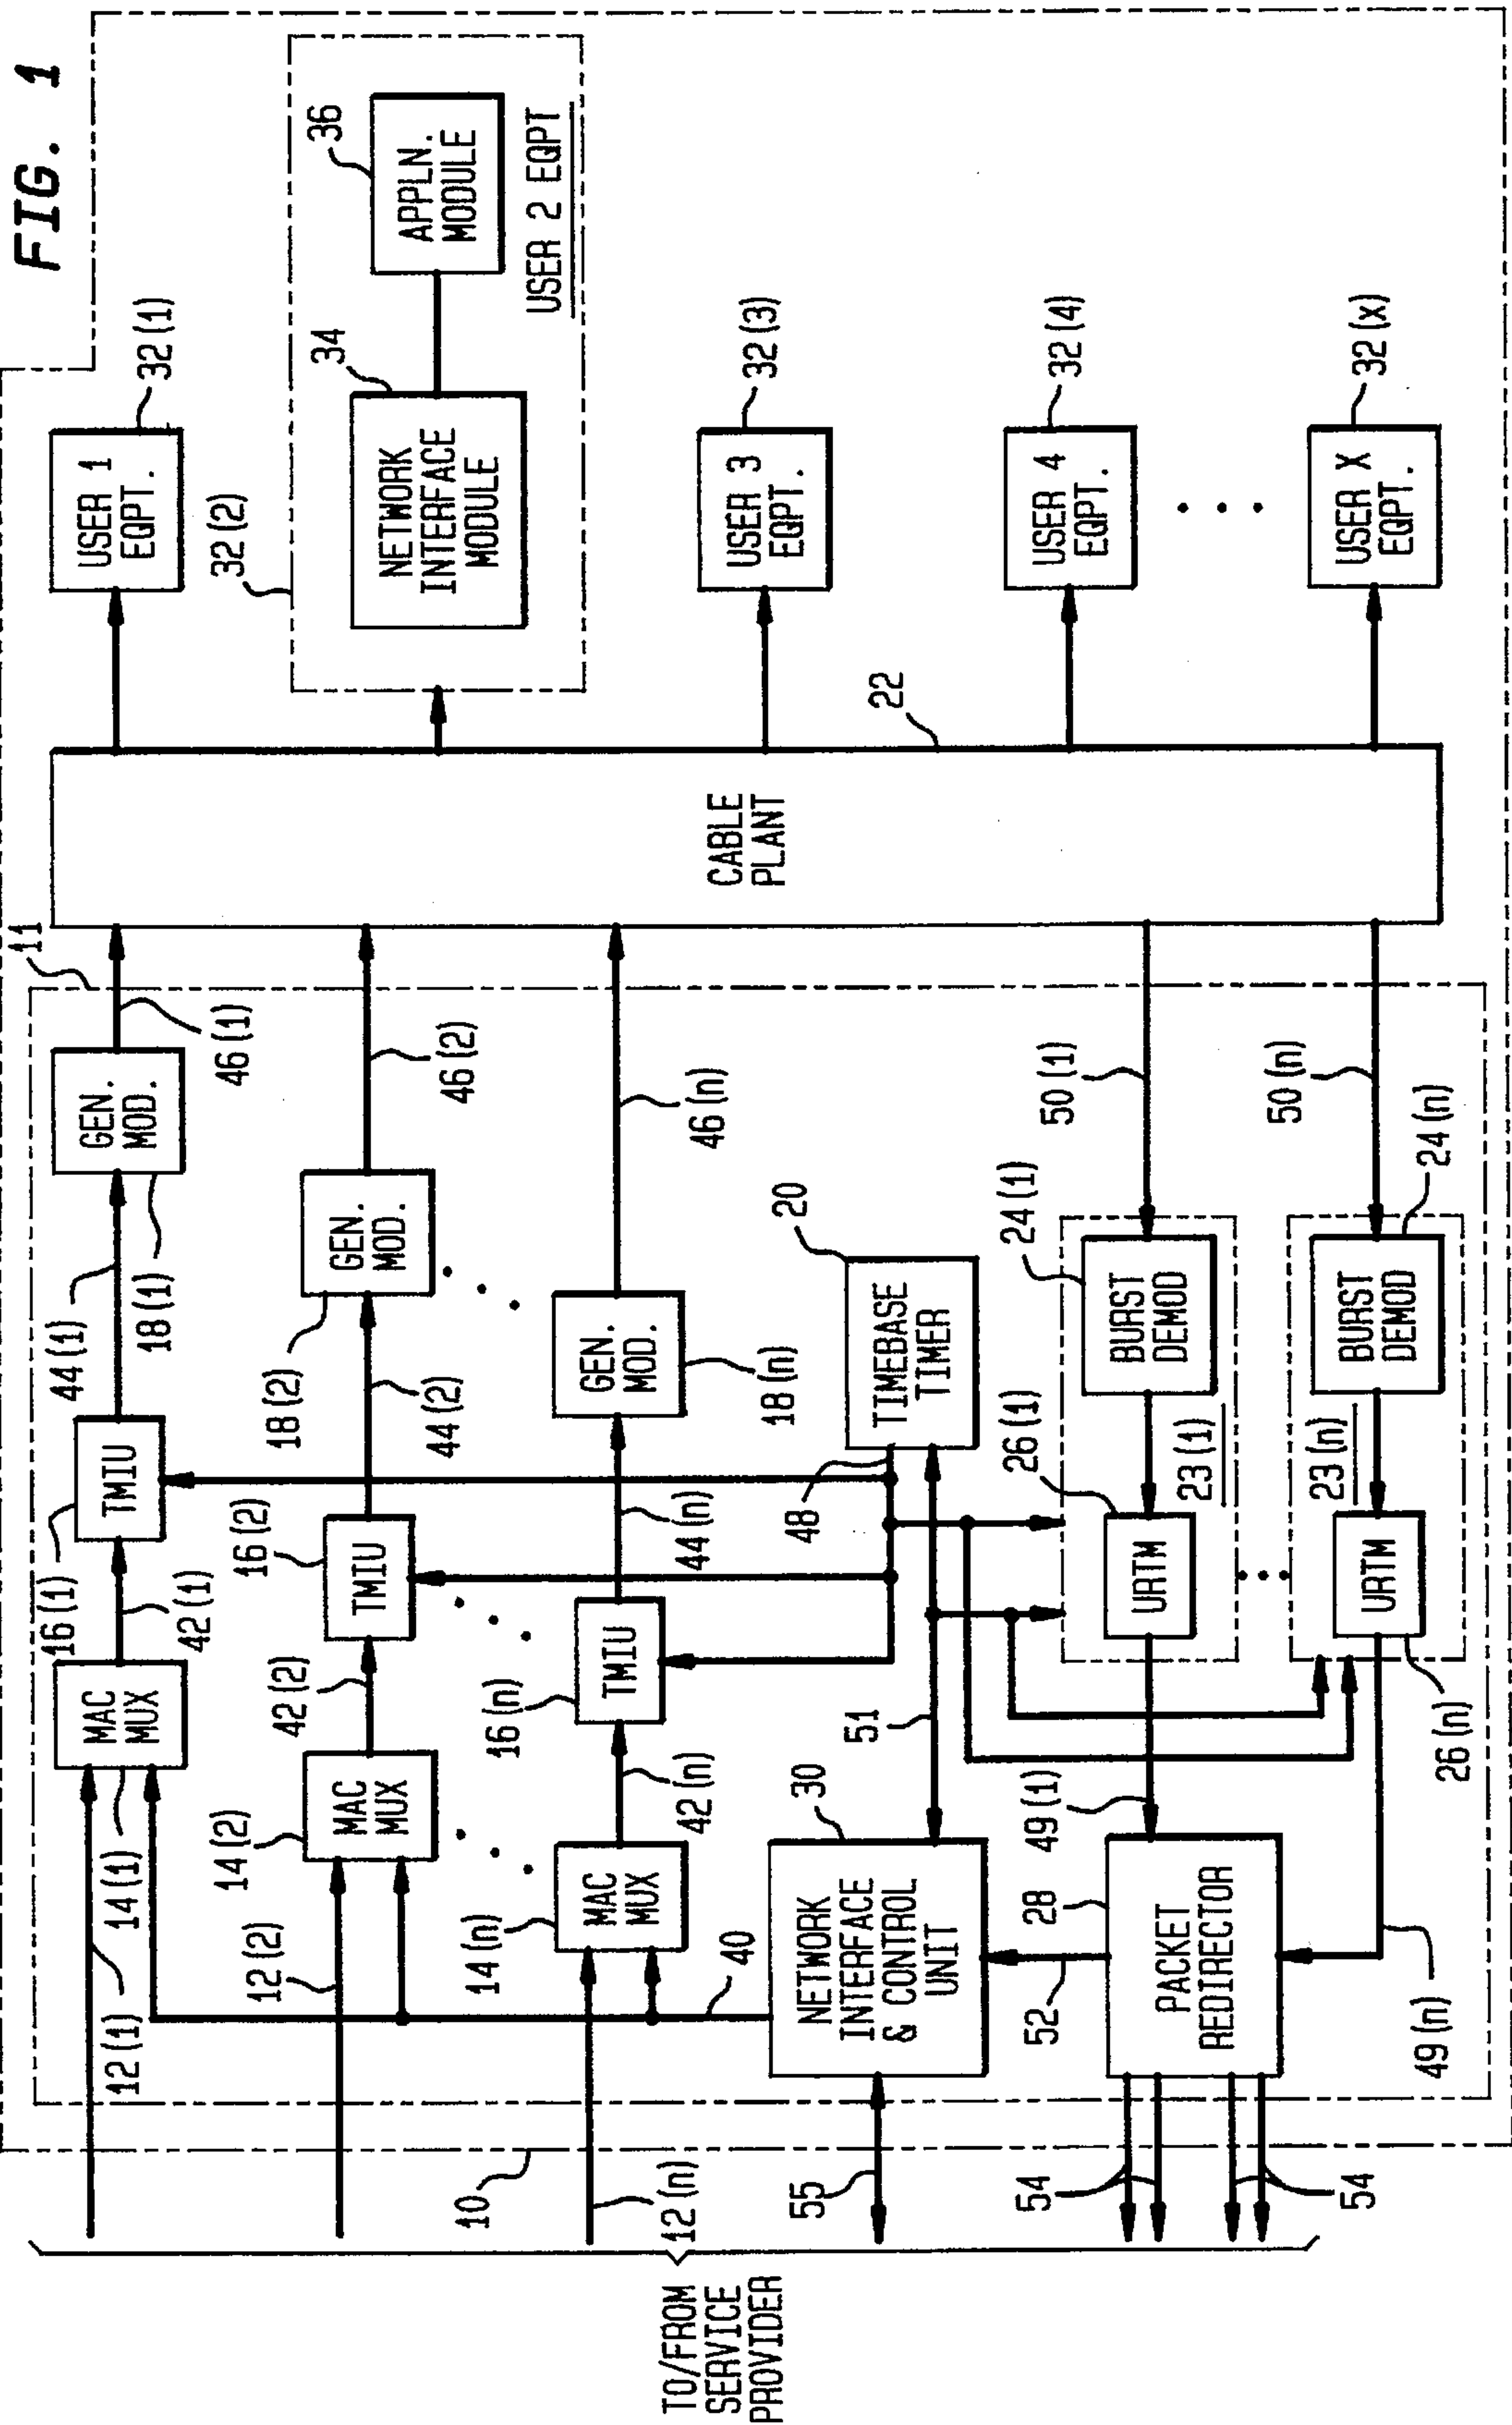 FIG. 1
TO/FROM
SERVICE
PROVIDER
10
11
12 (1)
14 (1)
MAC
MUX
42 (1)
16 (1)
TMIU
44 (1)
18 (1)
GEN.
MOD.
46 (1)
12 (2)
14 (2)
MAC
MUX
42 (2)
16 (2)
TMIU
44 (2)
18 (2)
GEN.
MOD.
46 (2)
12 (n)
14 (n)
MAC
MUX
42 (n)
16 (n)
TMIU
44 (n)
18 (n)
GEN.
MOD.
46 (n)
40
55
30
NETWORK
INTERFACE
& CONTROL
UNIT
51
48
20
TIMEBASE
TIMER
54
54
52
28
PACKET
REDIRECTOR
49 (1)
49 (n)
26 (1)
URTM
23 (1)
24 (1)
BURST
DEMOD
50 (1)
26 (n)
URTM
23 (n)
24 (n)
BURST
DEMOD
50 (n)
CABLE
PLANT
22
USER 1
EQPT.
32 (1)
32 (2)
NETWORK
INTERFACE
MODULE
34
APPLN.
MODULE
36
USER 2 EQPT
USER 3
EQPT.
32 (3)
USER 4
EQPT.
32 (4)
USER X
EQPT.
32 (x)